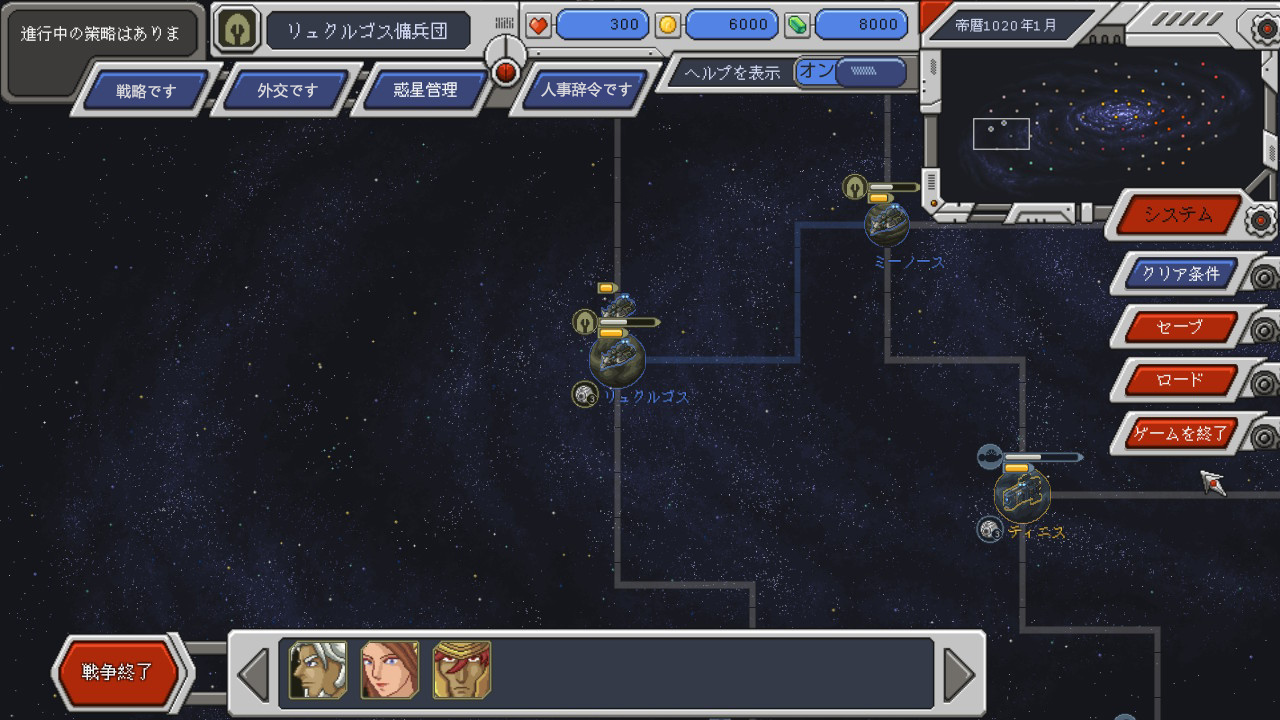 進行中の策略はありま
リュクルゴス傭兵団
300
6000
8000
帝暦1020年1月
戦略です
外交です
惑星管理
人事辞令です
ヘルプを表示
オン
システム
クリア条件
セーブ
ロード
ゲームを終了
ミーノース
リュクルゴス
3
ティエス
3
戦争終了